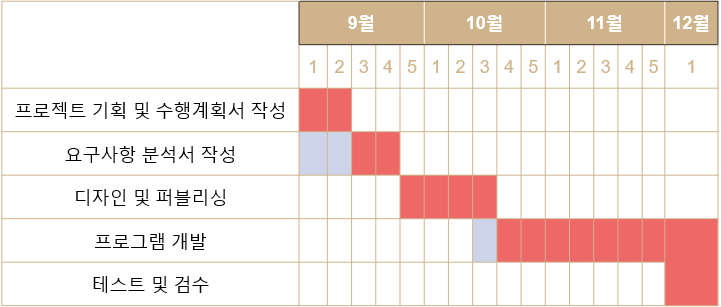 9월 10월 11월 12월
1 2 3 4 5 1 2 3 4 5 1 2 3 4 5 1
프로젝트 기획 및 수행계획서 작성
요구사항 분석서 작성
디자인 및 퍼블리싱
프로그램 개발
테스트 및 검수